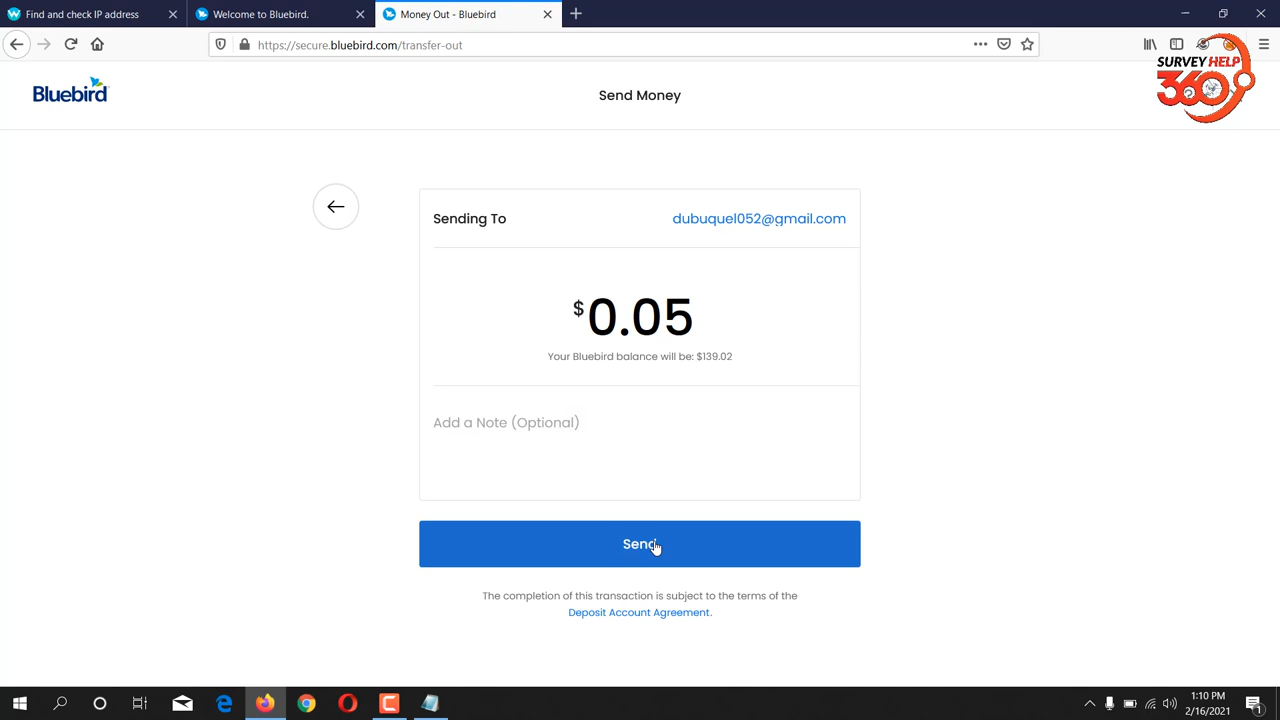 Find and check IP address
Welcome to Bluebird.
Money Out - Bluebird
https://secure.bluebird.com/transfer-out
SURVEY HELP
360
Bluebird
Send Money
Sending To
dubuquel052@gmail.com
$0.05
Your Bluebird balance will be: $139.02
Add a Note (Optional)
Send
The completion of this transaction is subject to the terms of the
Deposit Account Agreement.
1:10 PM
2/16/2021
1